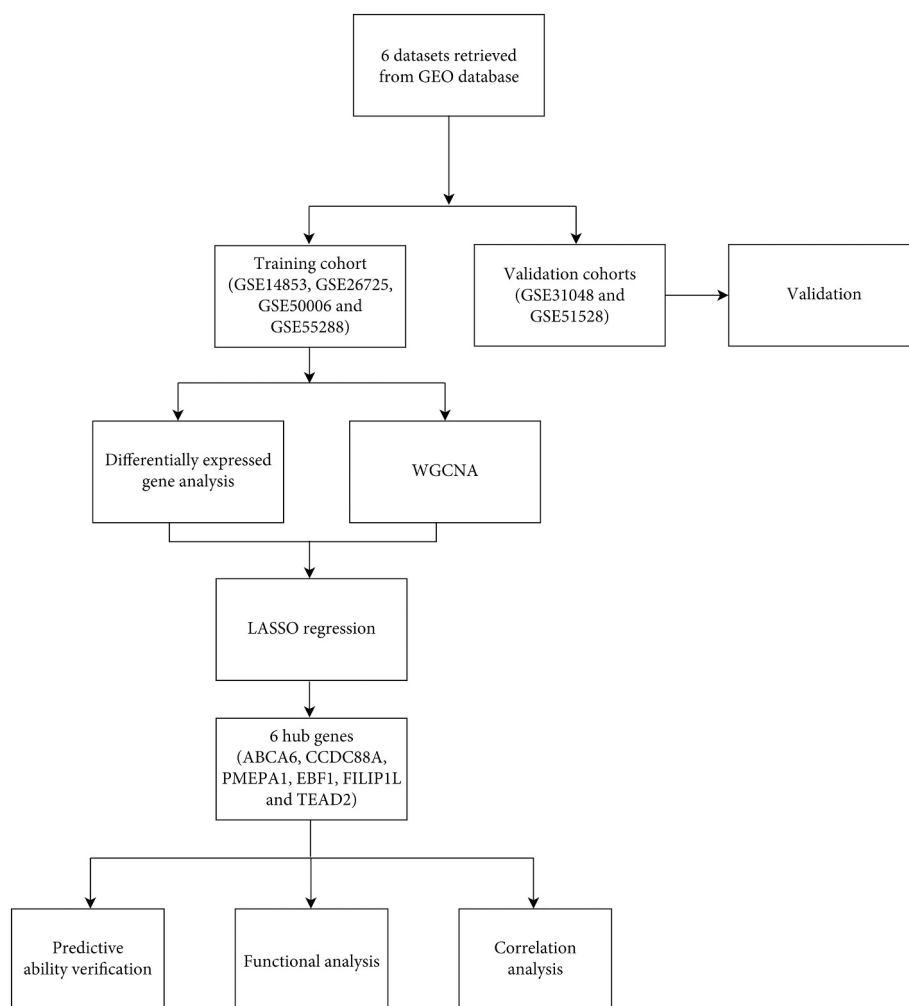 6 datasets retrieved
from GEO database
Training cohort
(GSE14853, GSE26725,
GSE50006 and
GSE55288)
Validation cohorts
(GSE31048 and
GSE51528)
Validation
Differentially expressed
gene analysis
WGCNA
LASSO regression
6 hub genes
(ABCA6, CCDC88A,
PMEPA1, EBF1, FILIP1L
and TEAD2)
Predictive
ability verification
Functional analysis
Correlation
analysis